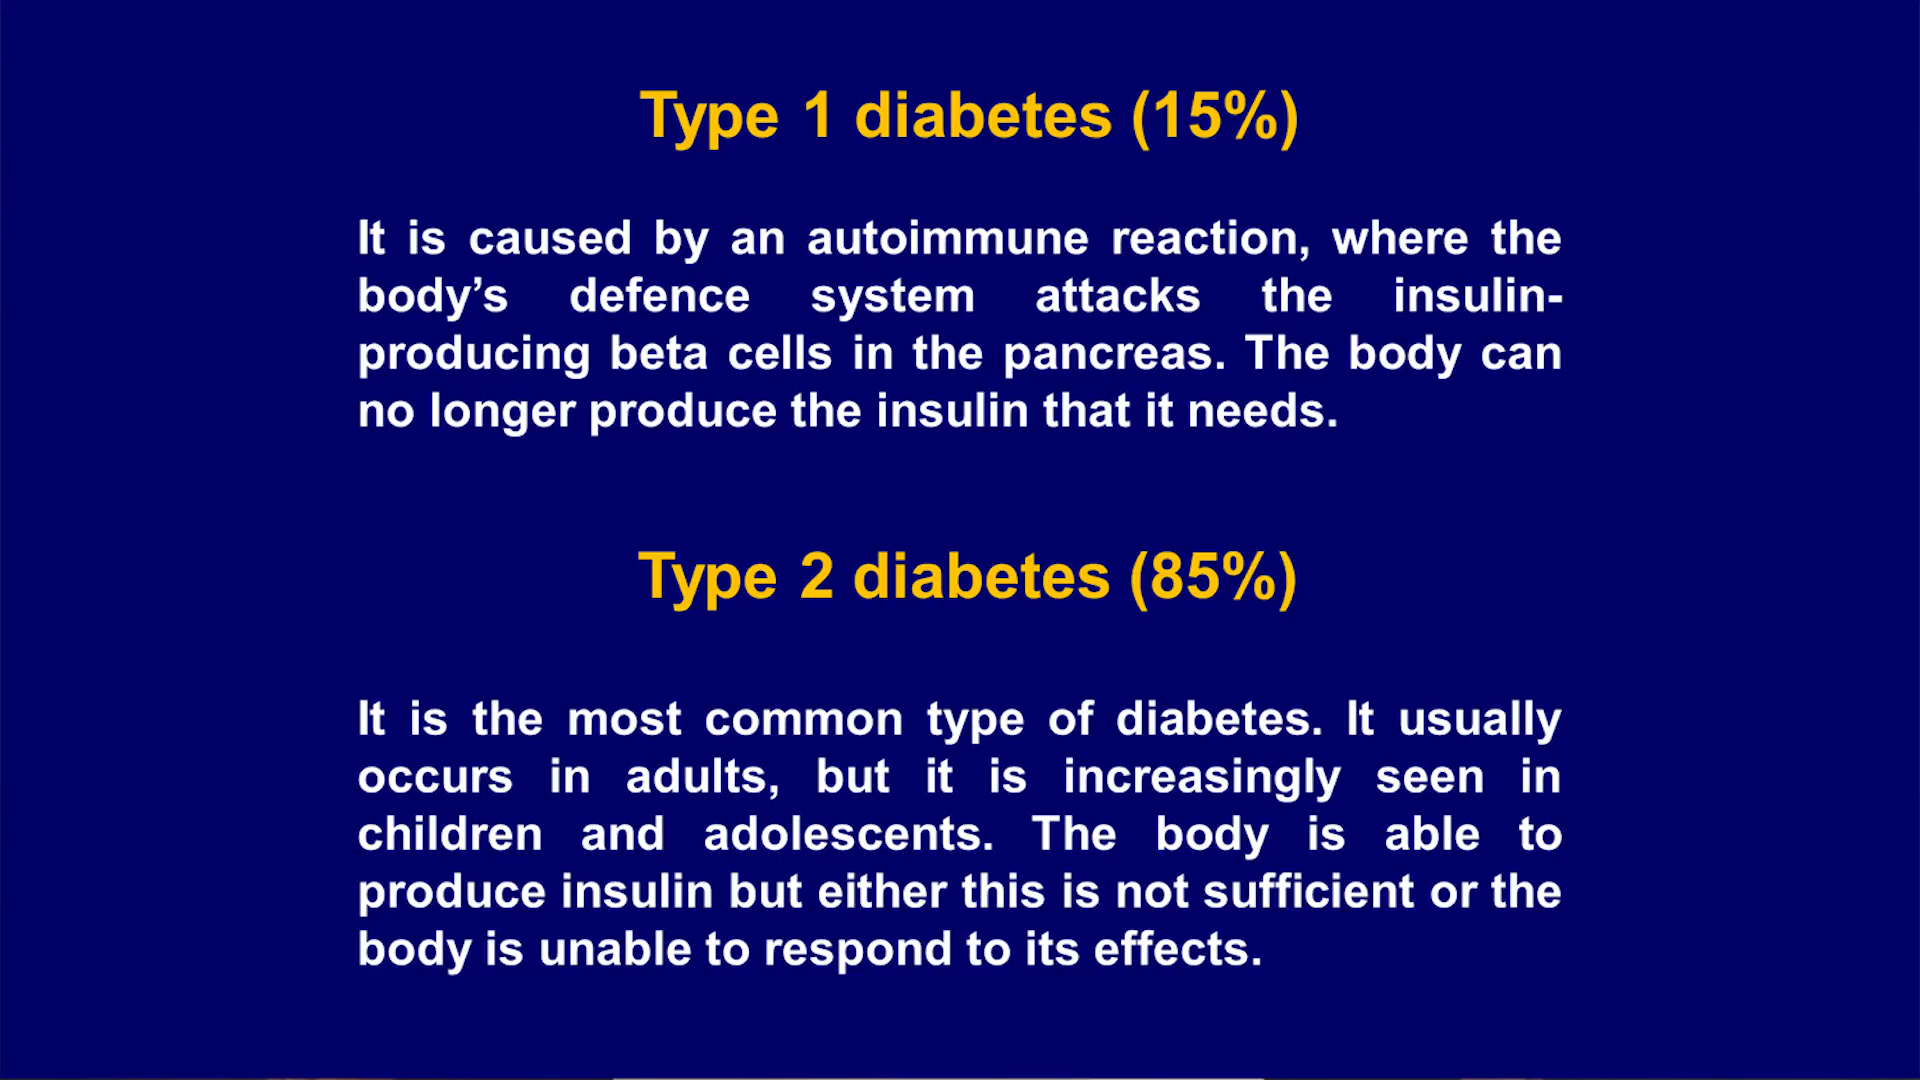 Type 1 diabetes (15%)
It is caused by an autoimmune reaction, where the
body’s defence system attacks the insulin-
producing beta cells in the pancreas. The body can
no longer produce the insulin that it needs.
Type 2 diabetes (85%)
It is the most common type of diabetes. It usually
occurs in adults, but it is increasingly seen in
children and adolescents. The body is able to
produce insulin but either this is not sufficient or the
body is unable to respond to its effects.